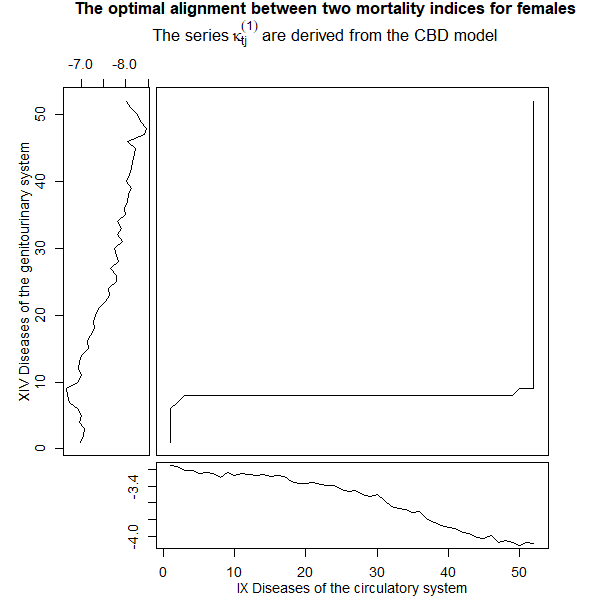 The optimal alignment between two mortality indices for females
The series κtj(1) are derived from the CBD model
-7.0 -8.0
XIV Diseases of the genitourinary system
50
40
30
20
10
0
-3.4
-4.0
0 10 20 30 40 50
IX Diseases of the circulatory system